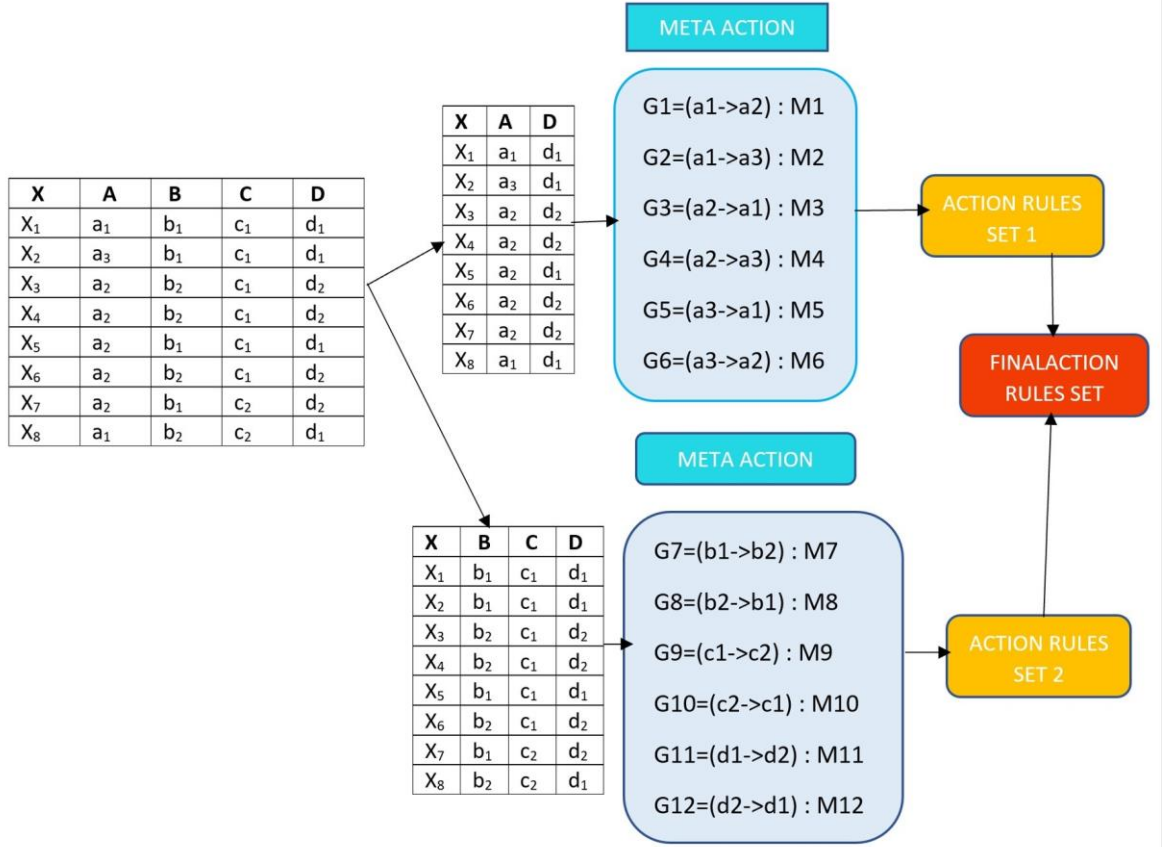 X A B C D
X₁ a₁ b₁ c₁ d₁
X₂ a₃ b₁ c₁ d₁
X₃ a₂ b₂ c₁ d₂
X₄ a₂ b₂ c₁ d₂
X₅ a₂ b₁ c₁ d₁
X₆ a₂ b₂ c₁ d₂
X₇ a₂ b₁ c₂ d₂
X₈ a₁ b₂ c₂ d₁
X A D
X₁ a₁ d₁
X₂ a₃ d₁
X₃ a₂ d₂
X₄ a₂ d₂
X₅ a₂ d₁
X₆ a₂ d₂
X₇ a₂ d₂
X₈ a₁ d₁
META ACTION
G1=(a1->a2) : M1
G2=(a1->a3) : M2
G3=(a2->a1) : M3
G4=(a2->a3) : M4
G5=(a3->a1) : M5
G6=(a3->a2) : M6
ACTION RULES
SET 1
X B C D
X₁ b₁ c₁ d₁
X₂ b₁ c₁ d₁
X₃ b₂ c₁ d₂
X₄ b₂ c₁ d₂
X₅ b₁ c₁ d₁
X₆ b₂ c₁ d₂
X₇ b₁ c₂ d₂
X₈ b₂ c₂ d₁
META ACTION
G7=(b1->b2) : M7
G8=(b2->b1) : M8
G9=(c1->c2) : M9
G10=(c2->c1) : M10
G11=(d1->d2) : M11
G12=(d2->d1) : M12
ACTION RULES
SET 2
FINALACTION
RULES SET